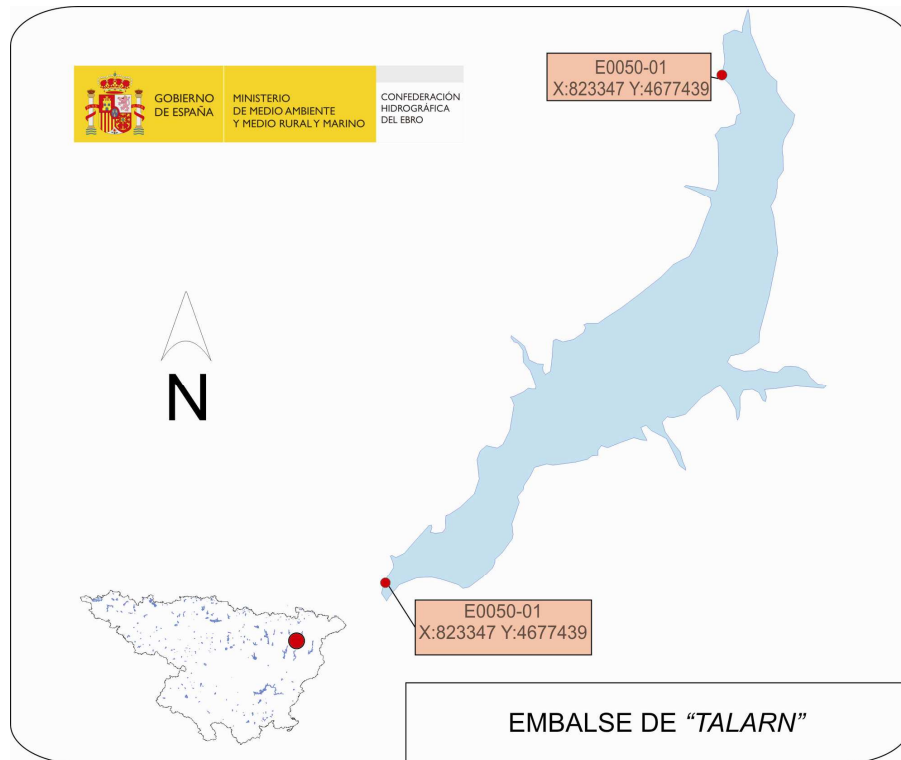 E0050-01
X:823347 Y:4677439
GOBIERNO
DE ESPAÑA
MINISTERIO
DE MEDIO AMBIENTE
Y MEDIO RURAL Y MARINO
CONFEDERACIÓN
HIDROGRÁFICA
DEL EBRO
N
E0050-01
X:823347 Y:4677439
EMBALSE DE “TALARN”